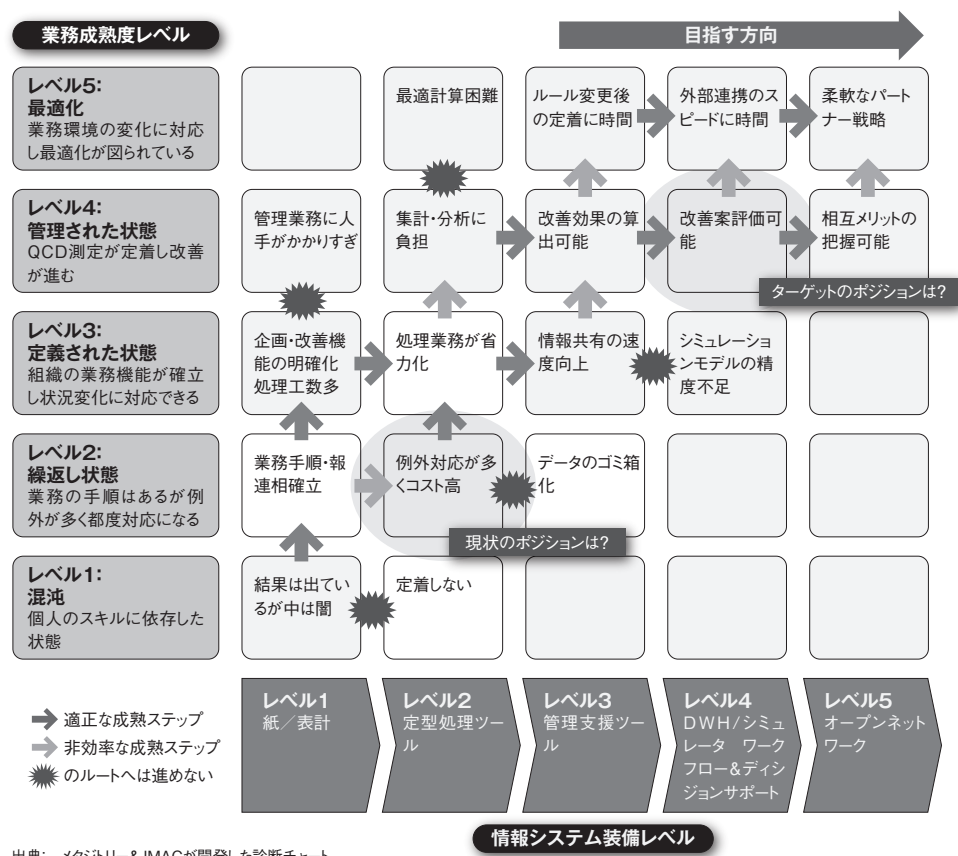 業務成熟度レベル
目指す方向
レベル5:
最適化
業務環境の変化に対応
し最適化が図られている
最適計算困難
ルール変更後
の定着に時間
外部連携のス
ピードに時間
柔軟なパート
ナー戦略
レベル4:
管理された状態
QCD測定が定着し改善
が進む
管理業務に人
手がかかりすぎ
集計・分析に
負担
改善効果の算
出可能
改善案評価可
能
相互メリットの
把握可能
ターゲットのポジションは?
レベル3:
定義された状態
組織の業務機能が確立
し状況変化に対応できる
企画・改善機
能の明確化
処理工数多
処理業務が省
力化
情報共有の速
度向上
シミュレーショ
ンモデルの精
度不足
レベル2:
繰返し状態
業務の手順はあるが例
外が多く都度対応になる
業務手順・報
連相確立
例外対応が多
くコスト高
データのゴミ箱
化
現状のポジションは?
レベル1:
混沌
個人のスキルに依存した
状態
結果は出てい
るが中は闇
定着しない
適正な成熟ステップ
非効率な成熟ステップ
のルートへは進めない
レベル1
紙/表計
レベル2
定型処理ツー
ル
レベル3
管理支援ツー
ル
レベル4
DWH/シミュ
レータ ワーク
フロー&ディシ
ジョンサポート
レベル5
オープンネット
ワーク
情報システム装備レベル